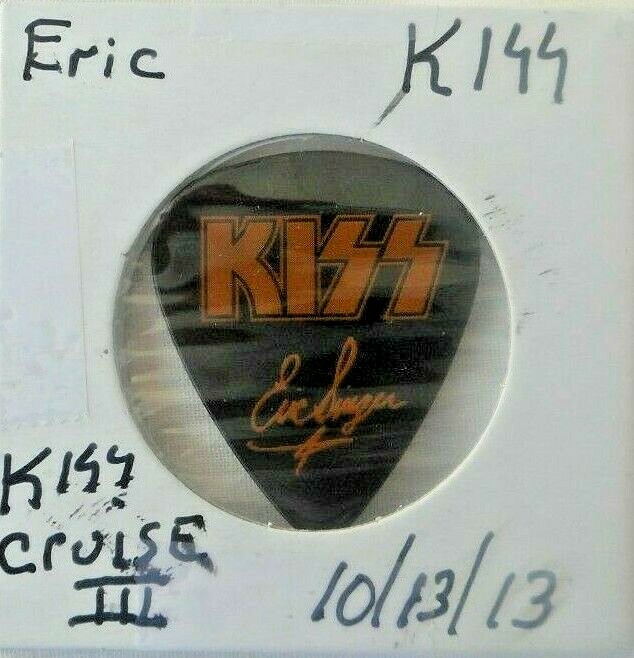 Eric KISS
KISS
Eric Singer
KISS
CRUISE
III
10/13/13